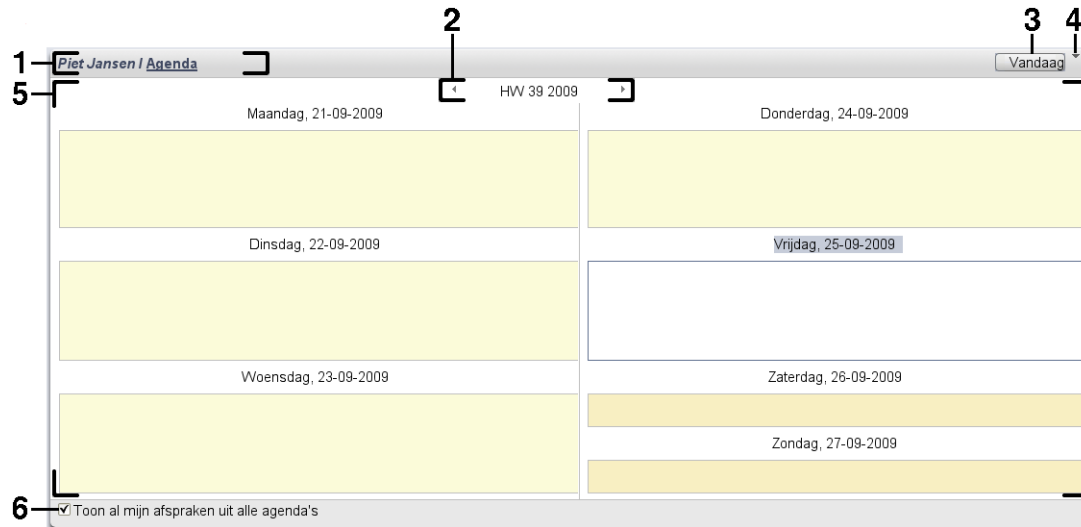 2 3 4
1 Piet Jansen / Agenda Vandaag
5 HW 39 2009
Maandag, 21-09-2009 Donderdag, 24-09-2009
Dinsdag, 22-09-2009 Vrijdag, 25-09-2009
Woensdag, 23-09-2009 Zaterdag, 26-09-2009
Zondag, 27-09-2009
6 Toon al mijn afspraken uit alle agenda's